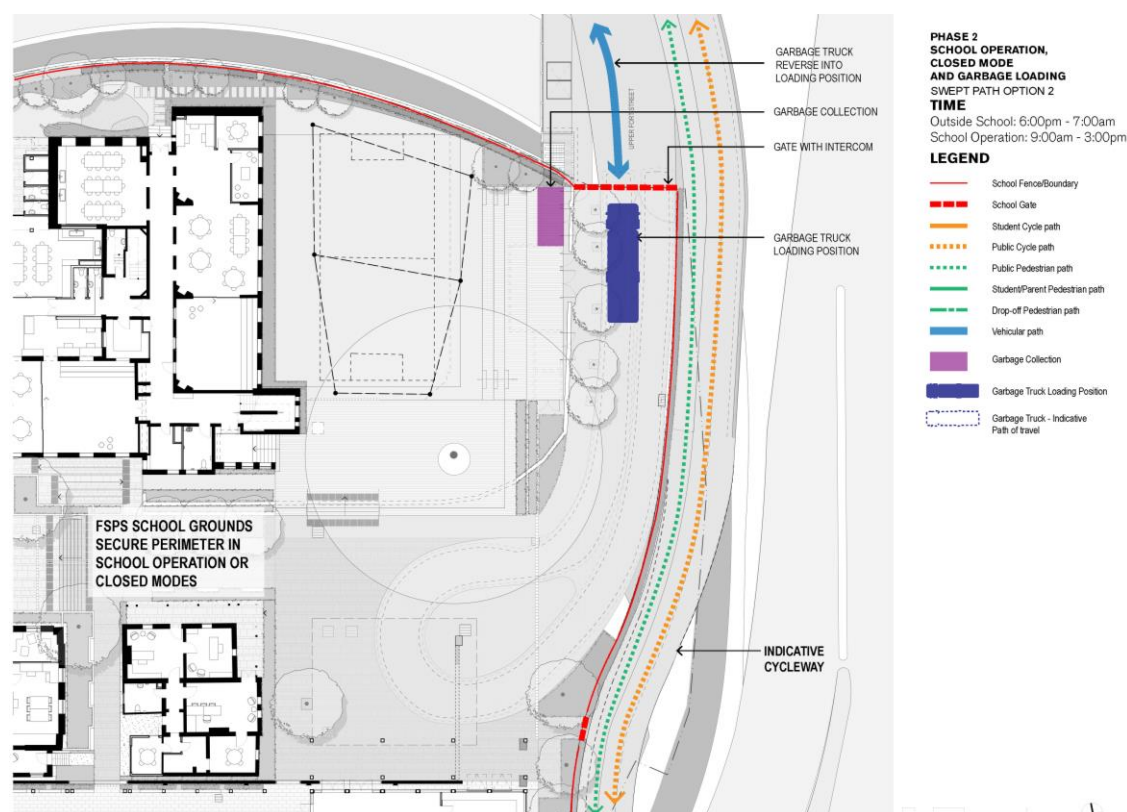 GARBAGE TRUCK
REVERSE INTO
LOADING POSITION
GARBAGE COLLECTION
GATE WITH INTERCOM
GARBAGE TRUCK
LOADING POSITION
UPPER FORT STREET
FSPS SCHOOL GROUNDS
SECURE PERIMETER IN
SCHOOL OPERATION OR
CLOSED MODES
INDICATIVE
CYCLEWAY
PHASE 2
SCHOOL OPERATION,
CLOSED MODE
AND GARBAGE LOADING
SWEPT PATH OPTION 2
TIME
Outside School: 6:00pm - 7:00am
School Operation: 9:00am - 3:00pm
LEGEND
School Fence/Boundary
School Gate
Student Cycle path
Public Cycle path
Public Pedestrian path
Student/Parent Pedestrian path
Drop-off Pedestrian path
Vehicular path
Garbage Collection
Garbage Truck Loading Position
Garbage Truck - Indicative
Path of travel